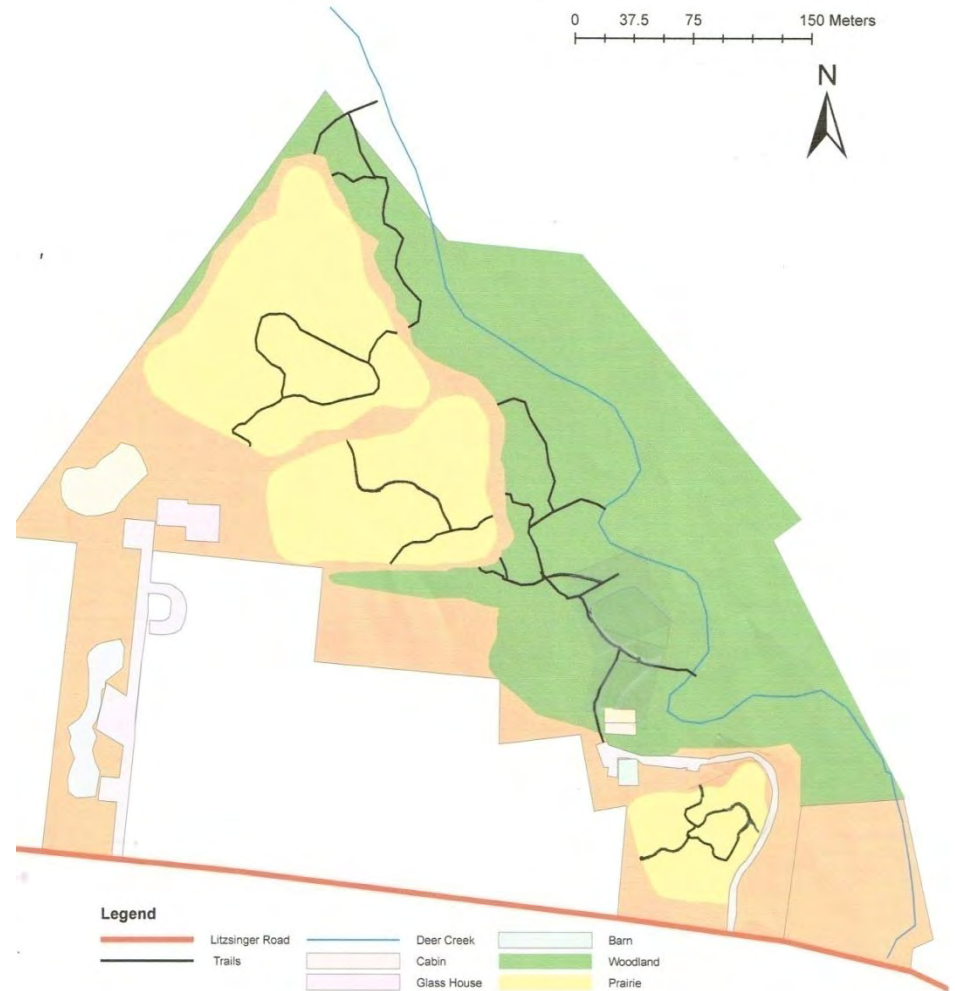 0 37.5 75 150 Meters
N
Legend
Litzsinger Road Deer Creek Barn
Trails Cabin Woodland
Glass House Prairie